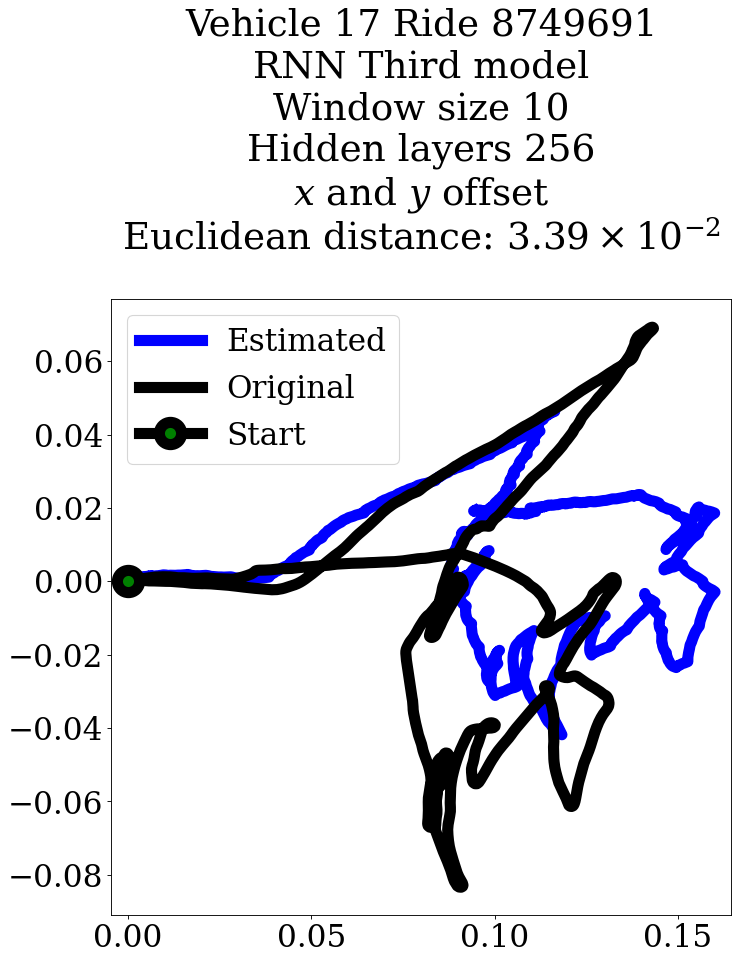 Vehicle 17 Ride 8749691
RNN Third model
Window size 10
Hidden layers 256
x and y offset
Euclidean distance: 3.39 × 10⁻²
Estimated
Original
Start
0.06
0.04
0.02
0.00
−0.02
−0.04
−0.06
−0.08
0.00 0.05 0.10 0.15